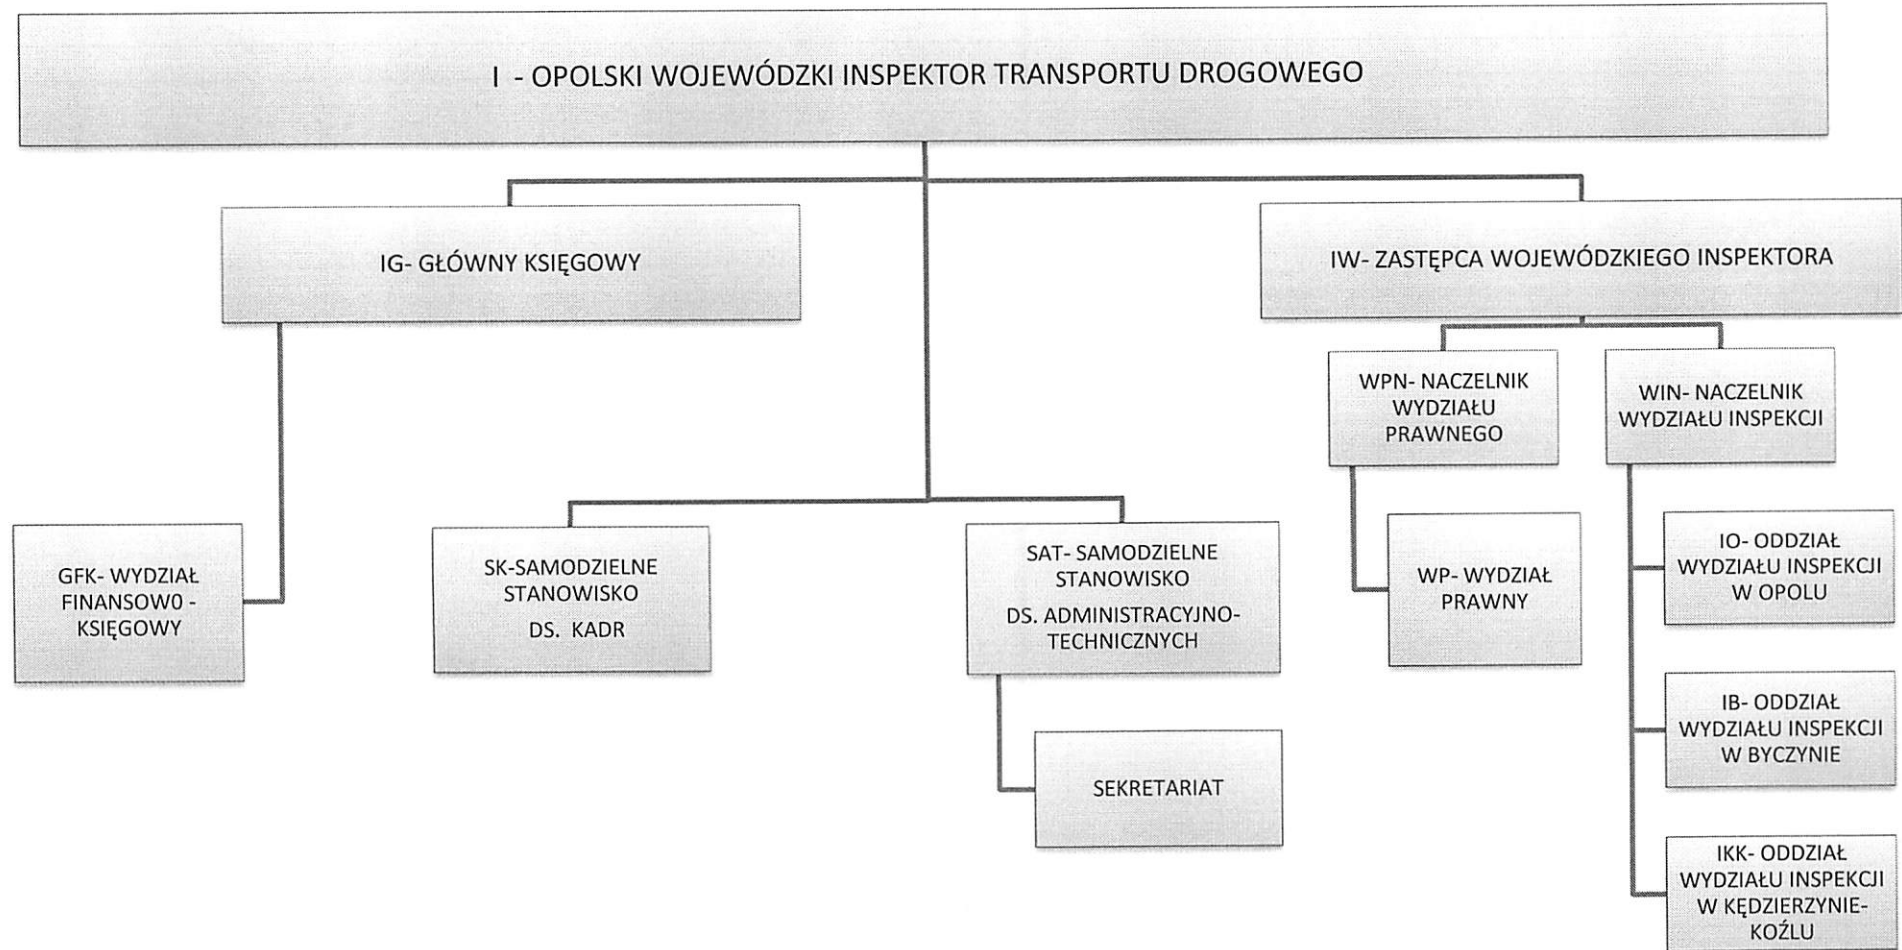 I - OPOLSKI WOJEWÓDZKI INSPEKTOR TRANSPORTU DROGOWEGO
IG- GŁÓWNY KSIĘGOWY
IW- ZASTĘPCA WOJEWÓDZKIEGO INSPEKTORA
WPN- NACZELNIK
WYDZIAŁU
PRAWNEGO
WIN- NACZELNIK
WYDZIAŁU INSPEKCJI
GFK- WYDZIAŁ
FINANSOW0 -
KSIĘGOWY
SK-SAMODZIELNE
STANOWISKO
DS. KADR
SAT- SAMODZIELNE
STANOWISKO
DS. ADMINISTRACYJNO-
TECHNICZNYCH
WP- WYDZIAŁ
PRAWNY
IO- ODDZIAŁ
WYDZIAŁU INSPEKCJI
W OPOLU
IB- ODDZIAŁ
WYDZIAŁU INSPEKCJI
W BYCZYNIE
SEKRETARIAT
IKK- ODDZIAŁ
WYDZIAŁU INSPEKCJI
W KĘDZIERZYNIE-
KOŹLU